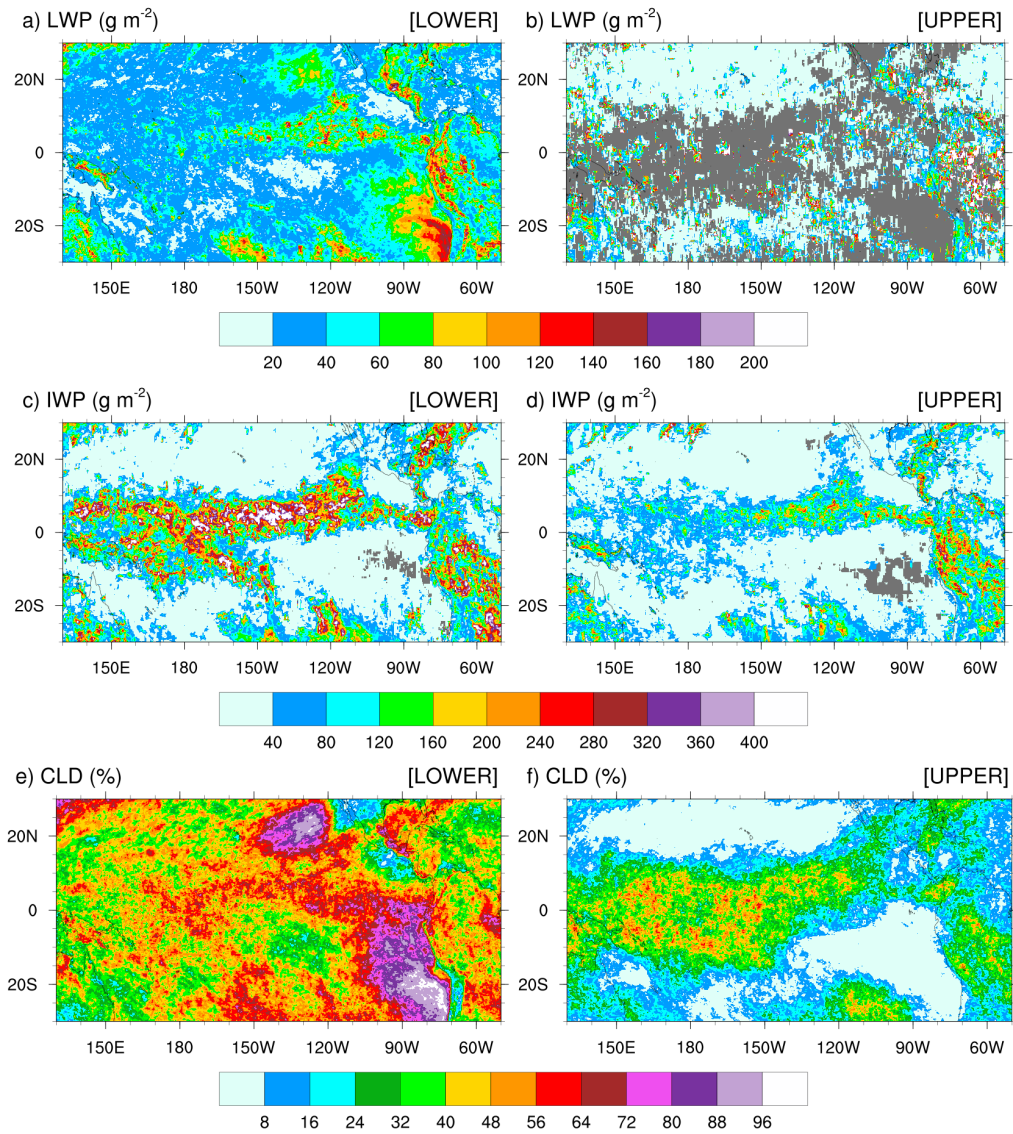 a) LWP (g m⁻²) [LOWER] b) LWP (g m⁻²) [UPPER]
20N 20N
0 0
20S 20S
150E 180 150W 120W 90W 60W 150E 180 150W 120W 90W 60W
20 40 60 80 100 120 140 160 180 200
c) IWP (g m⁻²) [LOWER] d) IWP (g m⁻²) [UPPER]
20N 20N
0 0
20S 20S
150E 180 150W 120W 90W 60W 150E 180 150W 120W 90W 60W
40 80 120 160 200 240 280 320 360 400
e) CLD (%) [LOWER] f) CLD (%) [UPPER]
20N 20N
0 0
20S 20S
150E 180 150W 120W 90W 60W 150E 180 150W 120W 90W 60W
8 16 24 32 40 48 56 64 72 80 88 96